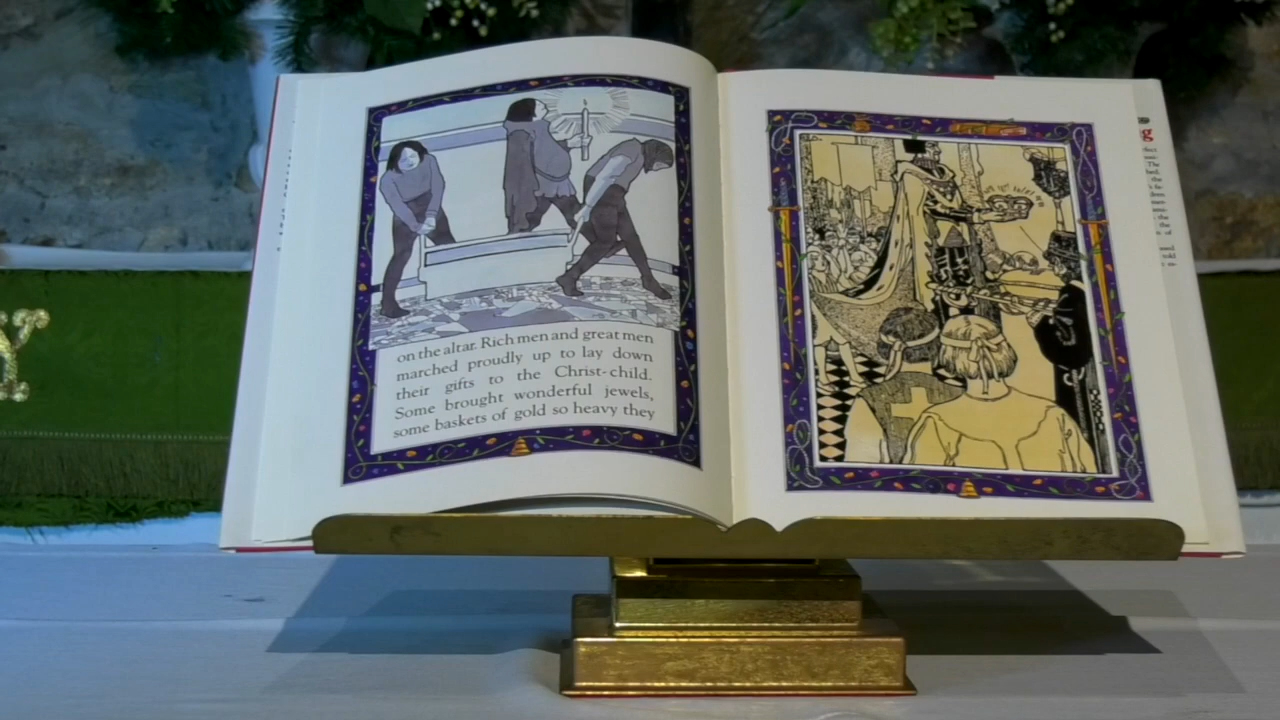 on the altar. Rich men and great men
marched proudly up to lay down
their gifts to the Christ-child.
Some brought wonderful jewels,
some baskets of gold so heavy they